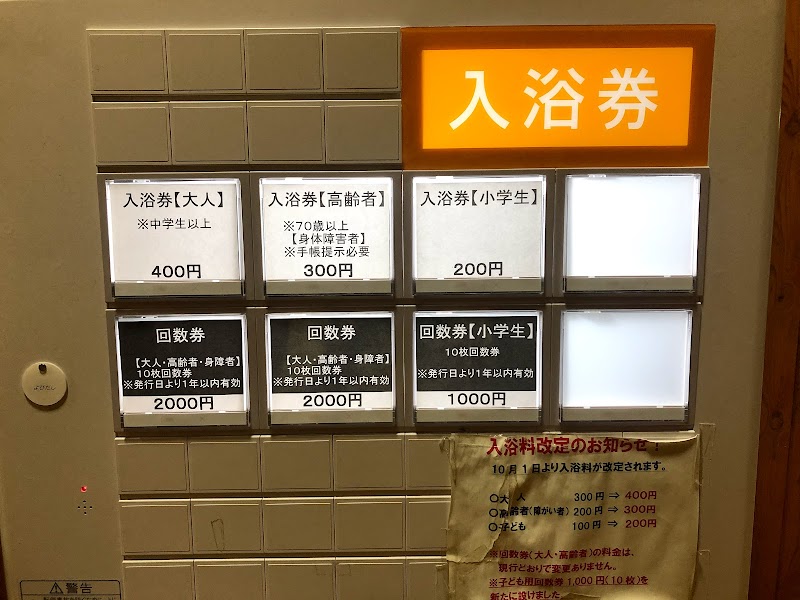 入浴券
入浴券【大人】
※中学生以上
400円
入浴券【高齢者】
※70歳以上
【身体障害者】
※手帳提示必要
300円
入浴券【小学生】
200円
回数券
【大人・高齢者・身障者】
10枚回数券
※発行日より1年以内有効
2000円
回数券
【大人・高齢者・身障者】
10枚回数券
※発行日より1年以内有効
2000円
回数券【小学生】
10枚回数券
※発行日より1年以内有効
1000円
よびだし
入浴料改定のお知らせ！
10月1日より入浴料が改定されます。
○大 人 300円 ⇒ 400円
○高齢者(障がい者) 200円 ⇒ 300円
○子ども 100円 ⇒ 200円
※回数券(大人・高齢者)の料金は、
現行どおりで変更ありません。
※子ども用回数券 1,000円(10枚)を
新たに設けました
警告